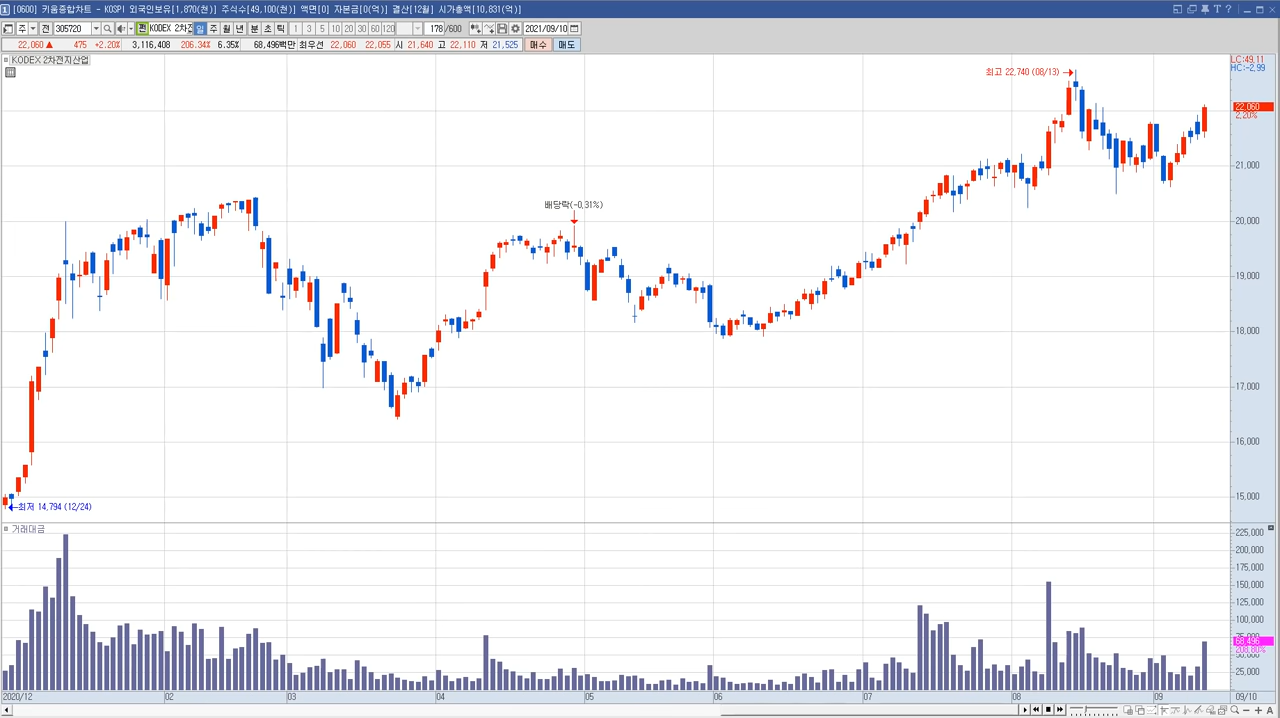 1 [0600] 키움종합차트 - KOSPI 외국민보유[1,870(천)] 주식수[49,100(천)] 액면[0] 자본금[0(억)] 결산[12월] 시가총액[10,831(억)]
주 전 305720 KODEX 2차전 일 주 월 년 분 초 틱 1 3 5 10 20 30 60 120 178 /600 2021/09/10
22,060 ▲ 475 +2.20% 3,116,408 206.34% 6.35% 68,496백만 최우선 22,060 22,055 시 21,640 고 22,110 저 21,525 매수 매도
KODEX 2차전지산업
LC:49.11
HC:-2.99
최고 22,740 (08/13)
22,060
2.20%
21,000
배당락(-0.31%)
20,000
19,000
18,000
17,000
16,000
15,000
최저 14,794 (12/24)
거래대금
225,000
200,000
175,000
150,000
125,000
100,000
75,000
68,496
208.80%
50,000
25,000
2020/12 02 03 04 05 06 07 08 09 09/10